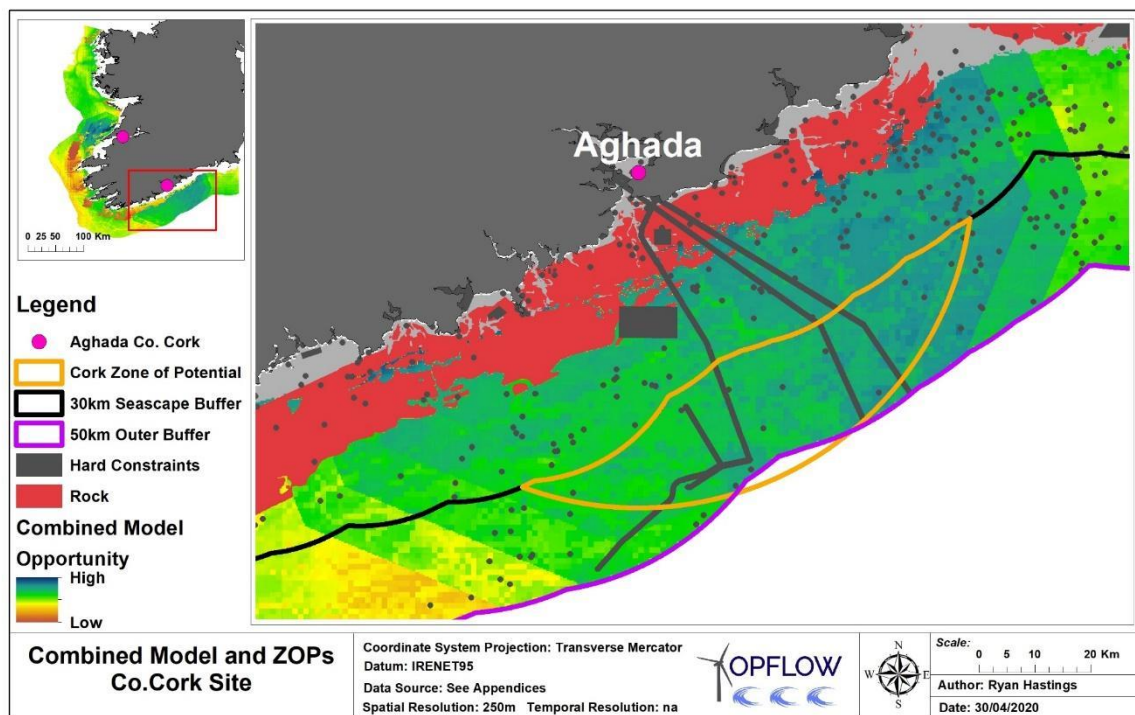 0 25 50 100 Km
Aghada
Legend
Aghada Co. Cork
Cork Zone of Potential
30km Seascape Buffer
50km Outer Buffer
Hard Constraints
Rock
Combined Model
Opportunity
High
Low
Combined Model and ZOPs
Co.Cork Site
Coordinate System Projection: Transverse Mercator
Datum: IRENET95
Data Source: See Appendices
Spatial Resolution: 250m Temporal Resolution: na
OPFLOW
N
W E
S
Scale:
0 5 10 20 Km
Author: Ryan Hastings
Date: 30/04/2020